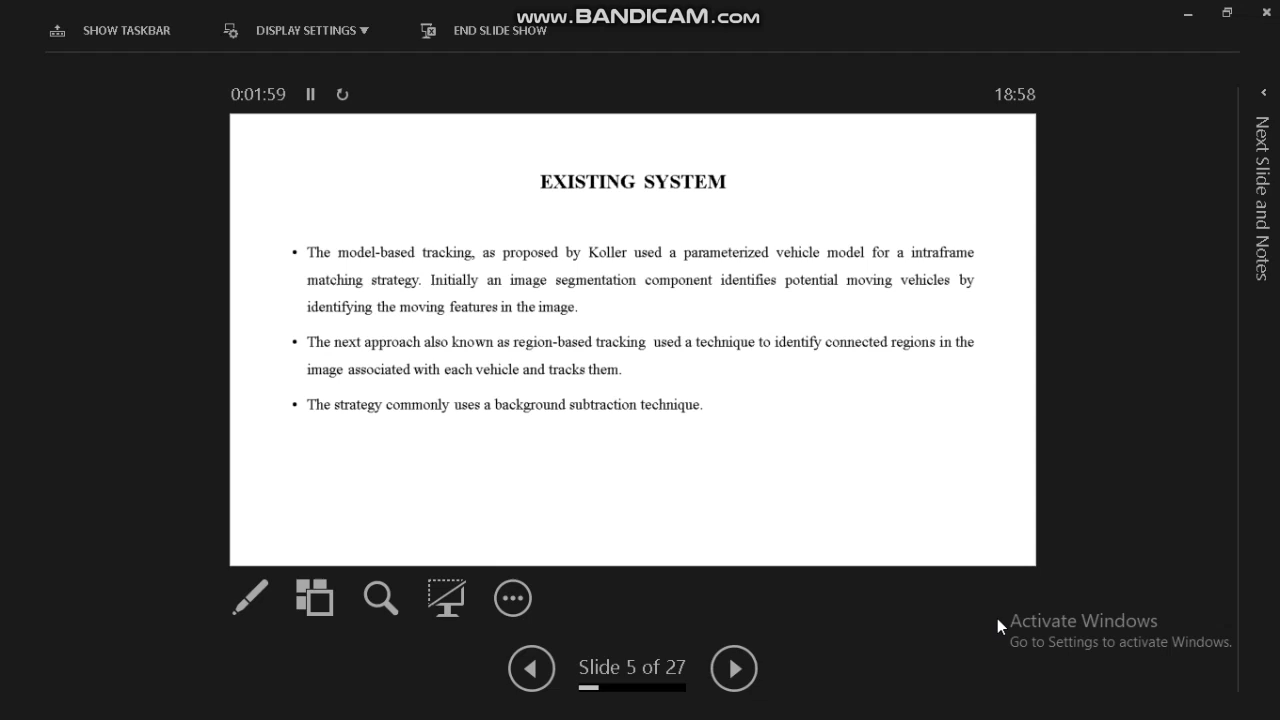 www.BANDICAM.com
SHOW TASKBAR
DISPLAY SETTINGS ▼
END SLIDE SHOW
0:01:59
18:58
EXISTING SYSTEM
• The model-based tracking, as proposed by Koller used a parameterized vehicle model for a intraframe
matching strategy. Initially an image segmentation component identifies potential moving vehicles by
identifying the moving features in the image.
• The next approach also known as region-based tracking used a technique to identify connected regions in the
image associated with each vehicle and tracks them.
• The strategy commonly uses a background subtraction technique.
Next Slide and Notes
Activate Windows
Go to Settings to activate Windows.
Slide 5 of 27